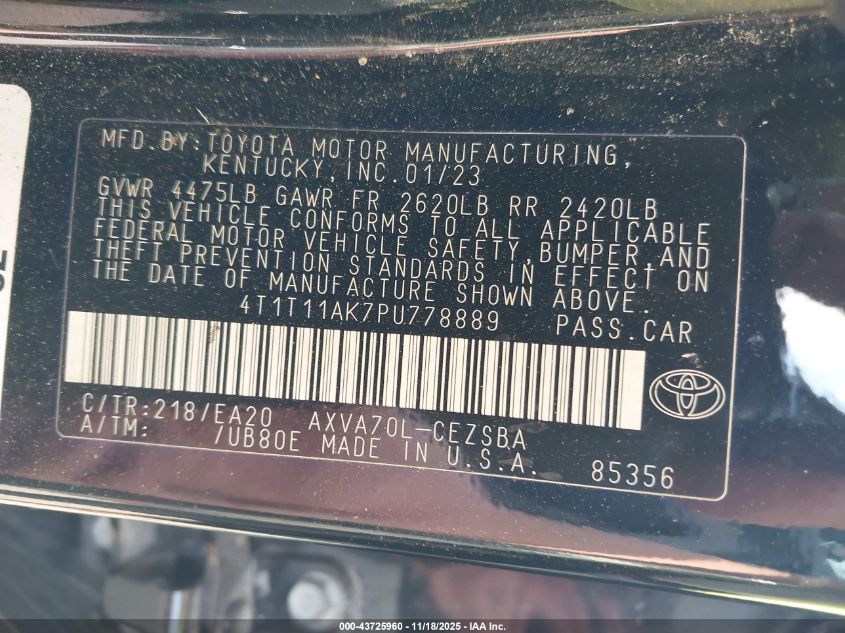 MFD.BY:TOYOTA MOTOR MANUFACTURING,
KENTUCKY,INC.01/23
GVWR 4475LB GAWR FR 2620LB RR 2420LB
THIS VEHICLE CONFORMS TO ALL APPLICABLE
FEDERAL MOTOR VEHICLE SAFETY,BUMPER,AND
THEFT PREVENTION STANDARDS IN EFFECT ON
THE DATE OF MANUFACTURE SHOWN ABOVE.
4T1T11AK7PU778889 PASS.CAR
C/TR:218/EA20 AXVA70L-CEZSBA
A/TM: /UB80E MADE IN U.S.A. 85356
000-43725960 - 11/18/2025 - IAA Inc.